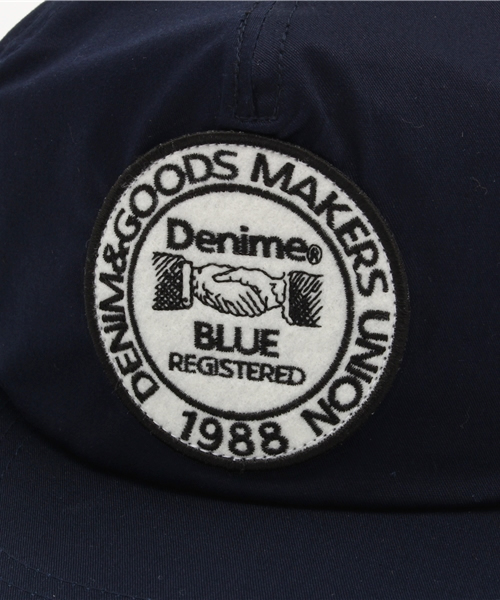 DENIM&GOODS MAKERS UNION
Denime®
BLUE
REGISTERED
1988